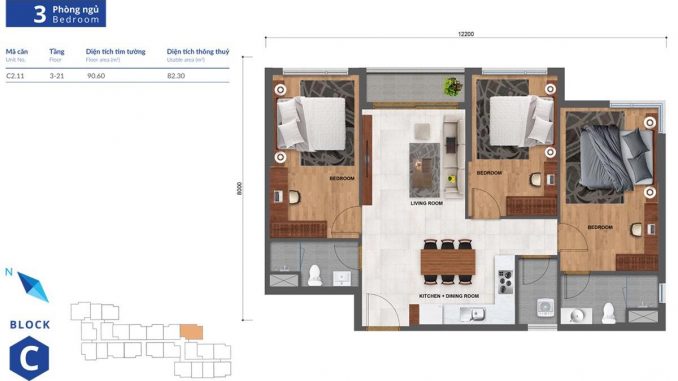 3 Phòng ngủ
Bedroom
Mã căn Tầng Diện tích tim tường Diện tích thông thuỷ
Unit No. Floor Floor area (m²) Usable area (m²)
C2.11 3-21 90.60 82.30
12200
8000
BEDROOM
BEDROOM
LIVING ROOM
BEDROOM
KITCHEN + DINING ROOM
N
BLOCK
C